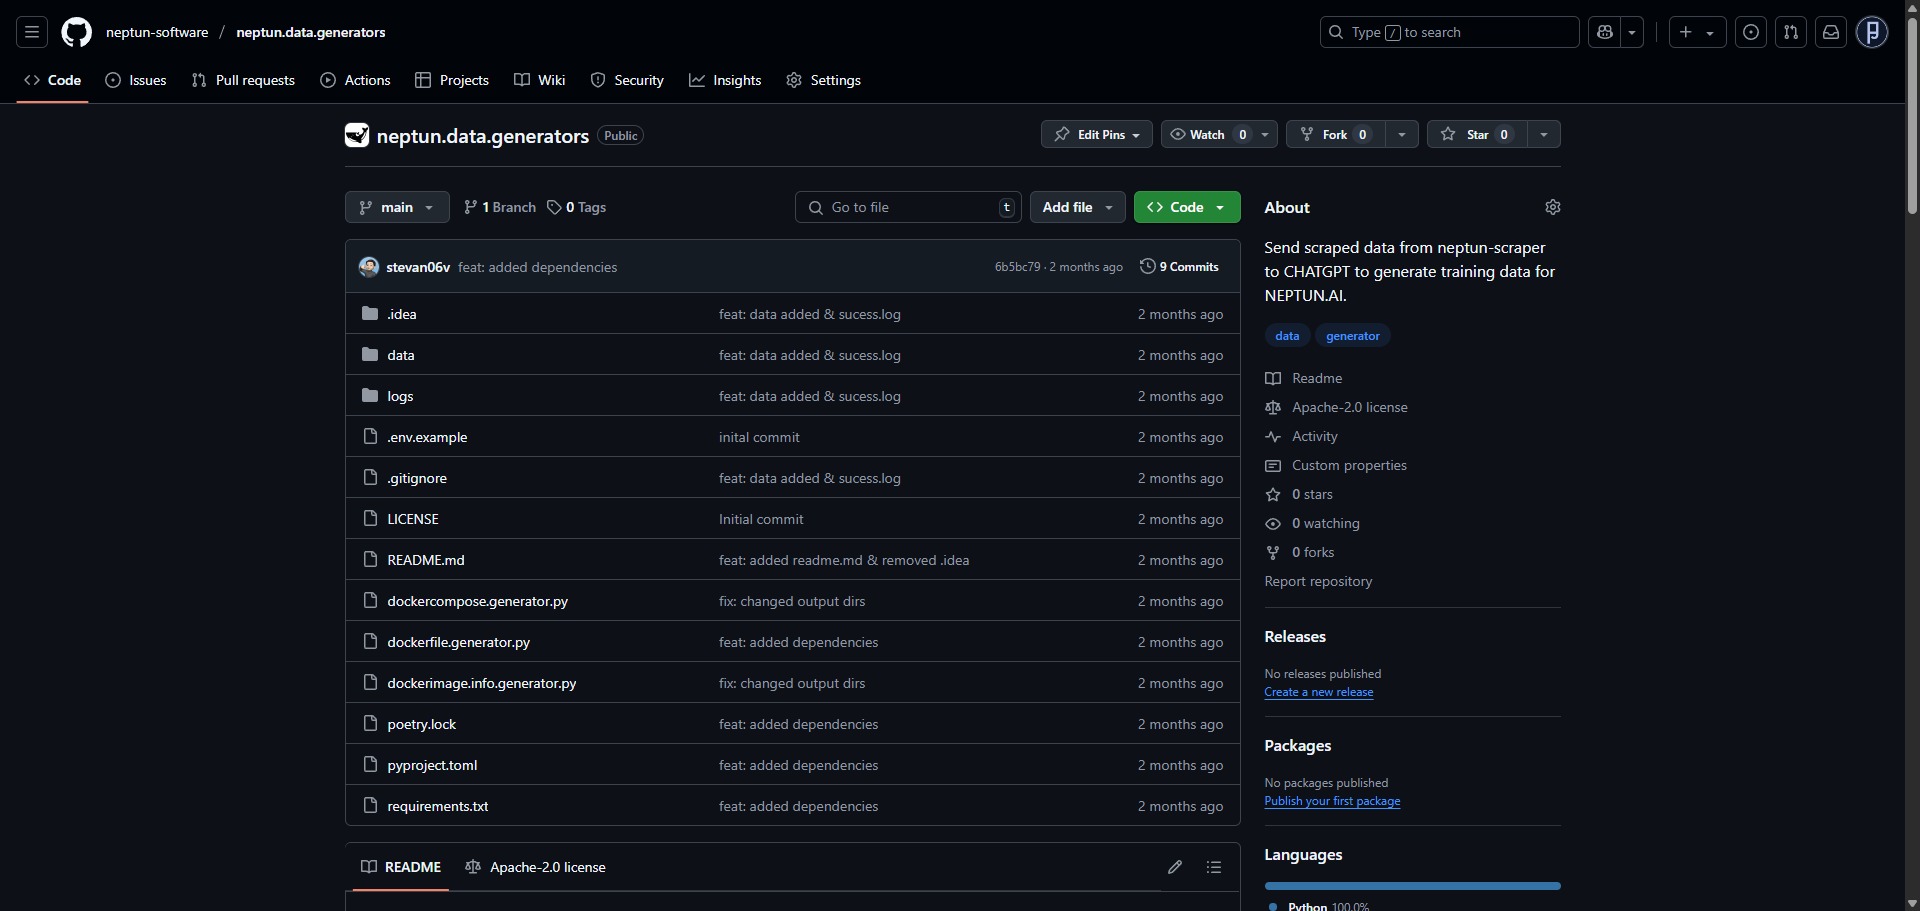 neptun-software / neptun.data.generators
Type / to search
Code Issues Pull requests Actions Projects Wiki Security Insights Settings
neptun.data.generators Public
Edit Pins Watch 0 Fork 0 Star 0
main 1 Branch 0 Tags Go to file t Add file Code
stevan06v feat: added dependencies 6b5bc79 · 2 months ago 9 Commits
.idea feat: data added & sucess.log 2 months ago
data feat: data added & sucess.log 2 months ago
logs feat: data added & sucess.log 2 months ago
.env.example inital commit 2 months ago
.gitignore feat: data added & sucess.log 2 months ago
LICENSE Initial commit 2 months ago
README.md feat: added readme.md & removed .idea 2 months ago
dockercompose.generator.py fix: changed output dirs 2 months ago
dockerfile.generator.py feat: added dependencies 2 months ago
dockerimage.info.generator.py fix: changed output dirs 2 months ago
poetry.lock feat: added dependencies 2 months ago
pyproject.toml feat: added dependencies 2 months ago
requirements.txt feat: added dependencies 2 months ago
README Apache-2.0 license
About
Send scraped data from neptun-scraper
to CHATGPT to generate training data for
NEPTUN.AI.
data generator
Readme
Apache-2.0 license
Activity
Custom properties
0 stars
0 watching
0 forks
Report repository
Releases
No releases published
Create a new release
Packages
No packages published
Publish your first package
Languages
Python 100.0%